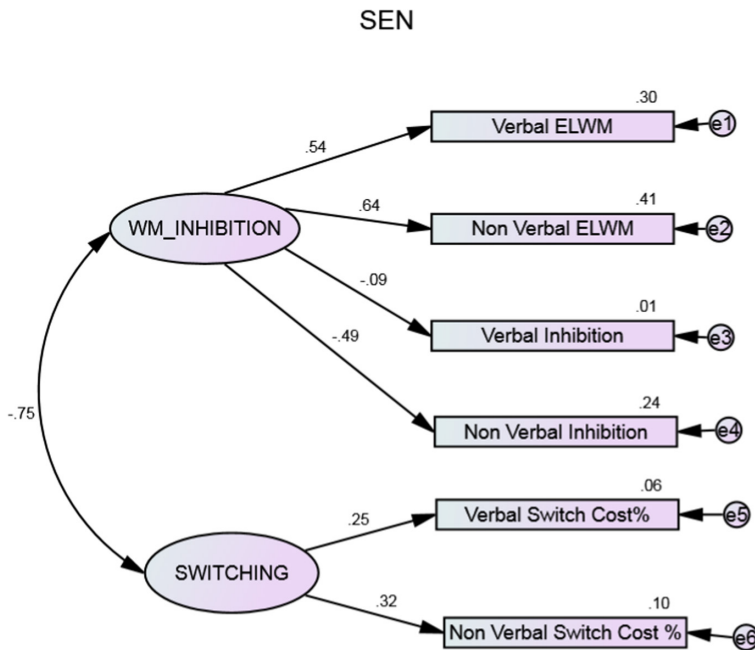 SEN
.30
Verbal ELWM
e1
.54
.41
.64
WM_INHIBITION
Non Verbal ELWM
e2
-.09
.01
Verbal Inhibition
e3
-.49
.24
Non Verbal Inhibition
e4
-.75
.06
Verbal Switch Cost%
e5
.25
SWITCHING
.32
.10
Non Verbal Switch Cost %
e6